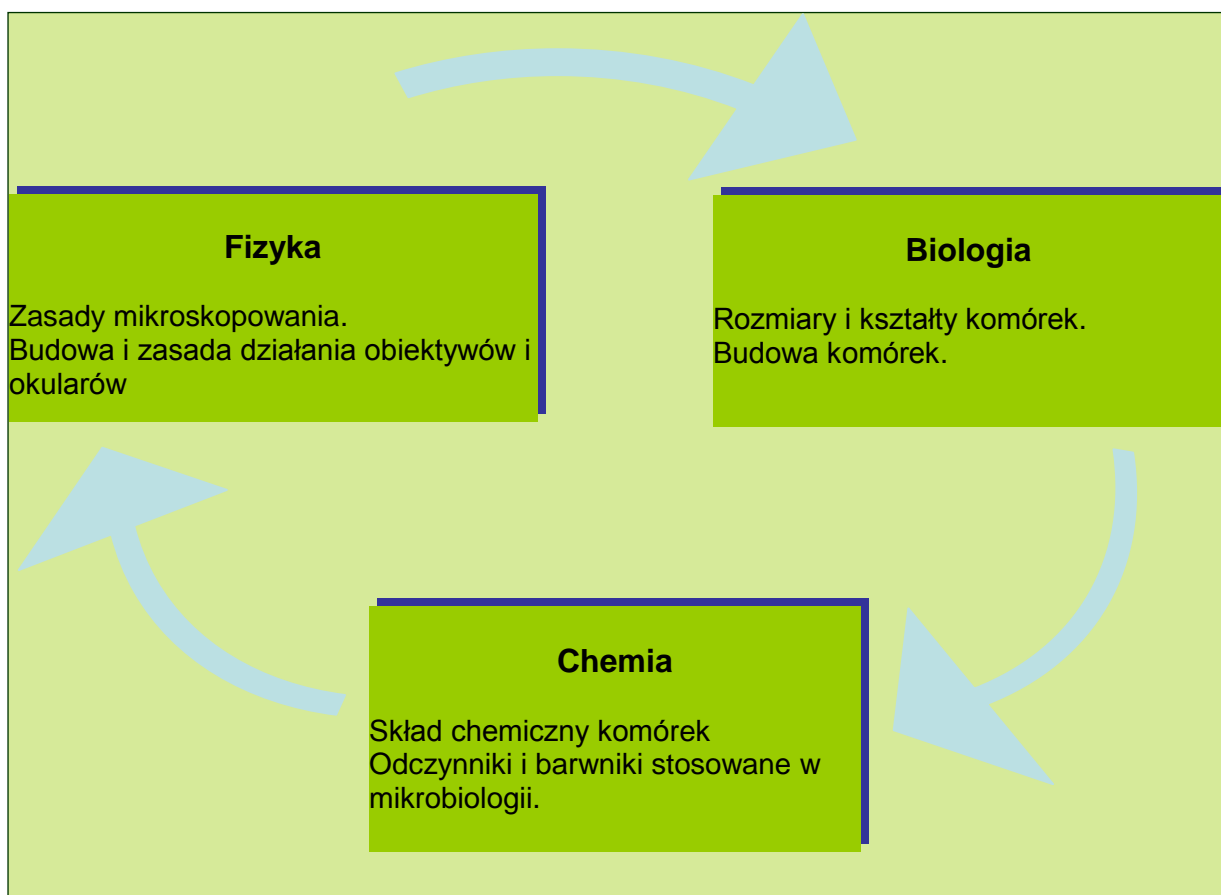 Fizyka
Zasady mikroskopowania.
Budowa i zasada działania obiektywów i
okularów
Biologia
Rozmiary i kształty komórek.
Budowa komórek.
Chemia
Skład chemiczny komórek
Odczynniki i barwniki stosowane w
mikrobiologii.